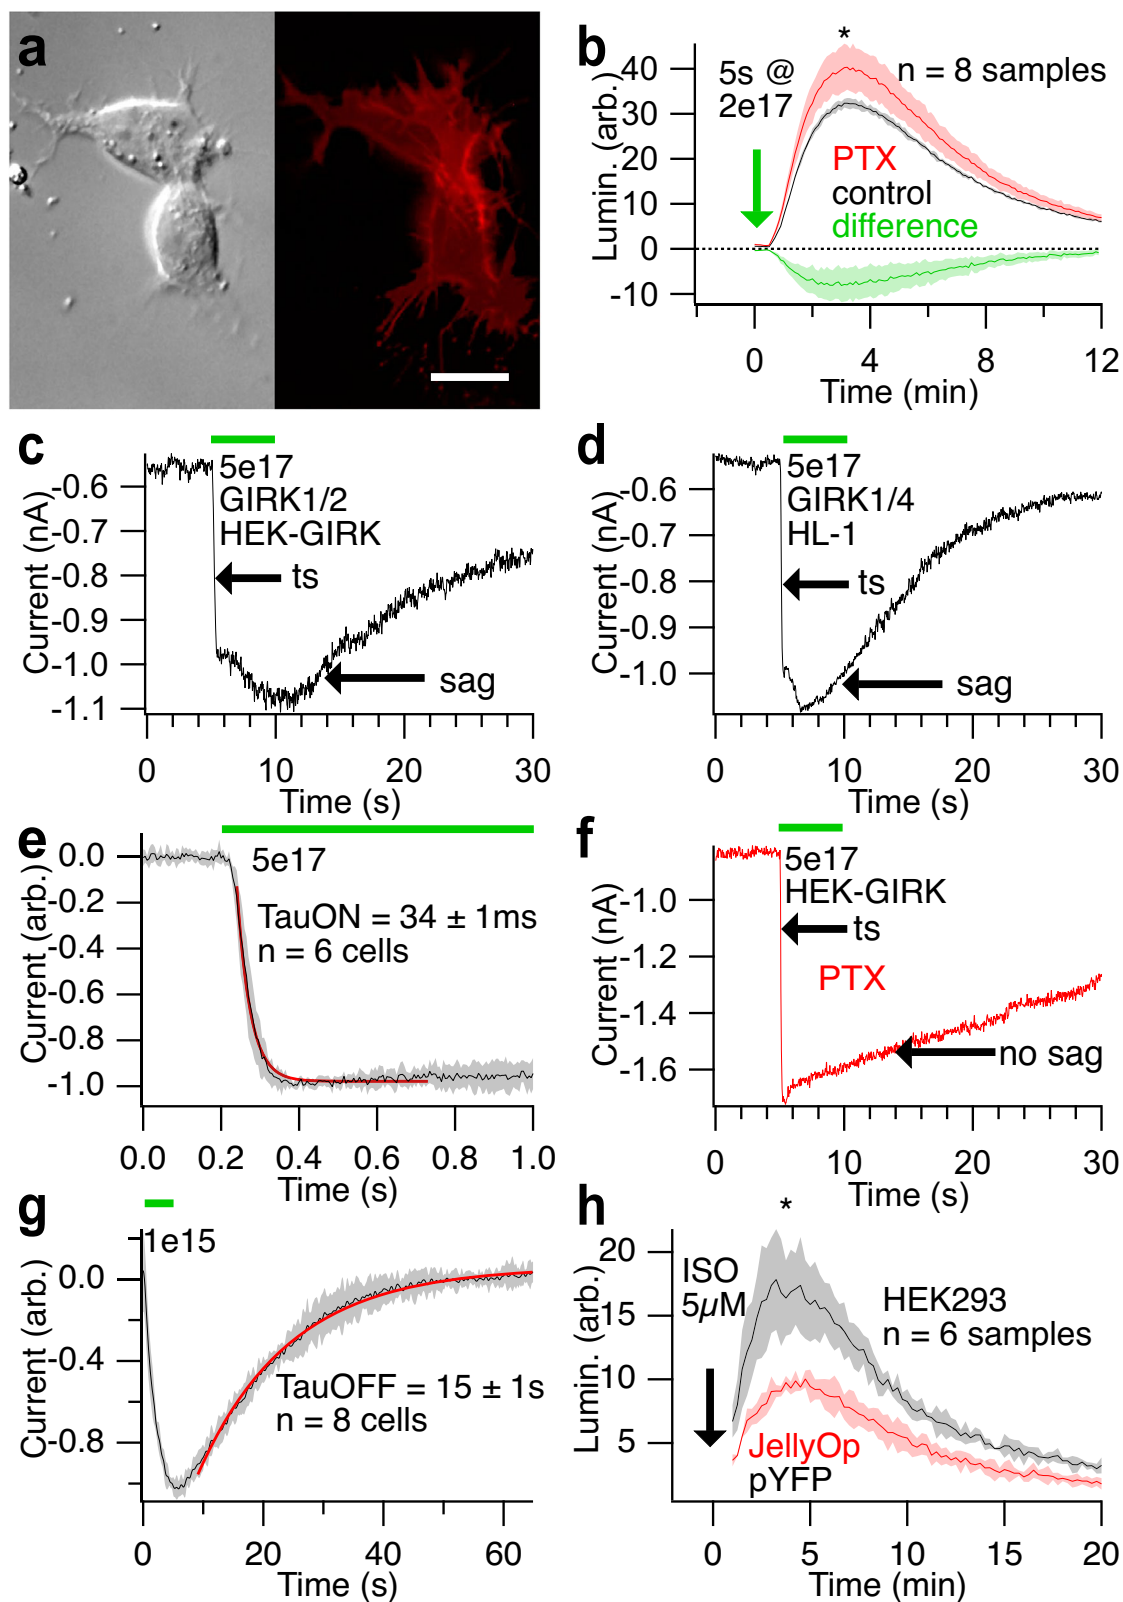 a
b
*
5s @
2e17
n = 8 samples
PTX
control
difference
40
30
20
10
0
-10
Lumin. (arb.)
0
4
8
12
Time (min)
c
5e17
GIRK1/2
HEK-GIRK
ts
sag
-0.6
-0.7
-0.8
-0.9
-1.0
-1.1
Current (nA)
0
10
20
30
Time (s)
d
5e17
GIRK1/4
HL-1
ts
sag
-0.6
-0.7
-0.8
-0.9
-1.0
Current (nA)
0
10
20
30
Time (s)
e
5e17
TauON = 34 ± 1ms
n = 6 cells
0.0
-0.2
-0.4
-0.6
-0.8
-1.0
Current (arb.)
0.0
0.2
0.4
0.6
0.8
1.0
Time (s)
f
5e17
HEK-GIRK
ts
PTX
no sag
-1.0
-1.2
-1.4
-1.6
Current (nA)
0
10
20
30
Time (s)
g
1e15
TauOFF = 15 ± 1s
n = 8 cells
0.0
-0.4
-0.8
Current (arb.)
0
20
40
60
Time (s)
h
*
ISO
5µM
HEK293
n = 6 samples
JellyOp
pYFP
20
15
10
5
Lumin. (arb.)
0
5
10
15
20
Time (min)